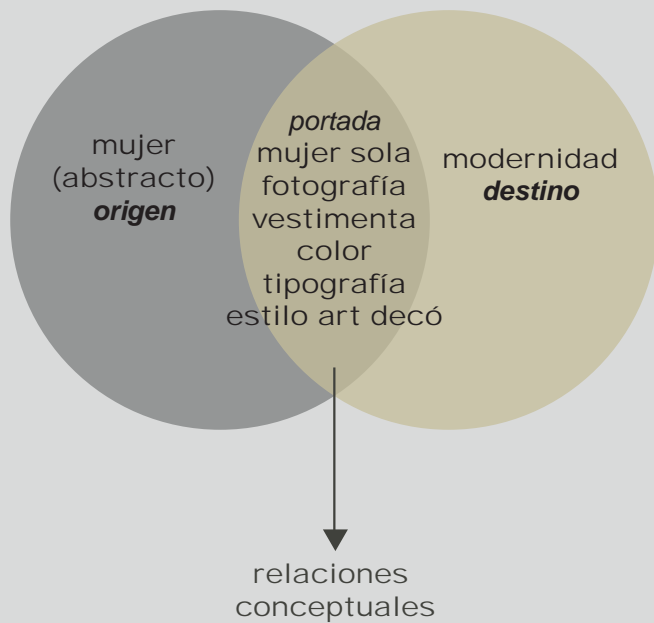 mujer
(abstracto)
origen
portada
mujer sola
fotografía
vestimenta
color
tipografía
estilo art decó
modernidad
destino
relaciones
conceptuales